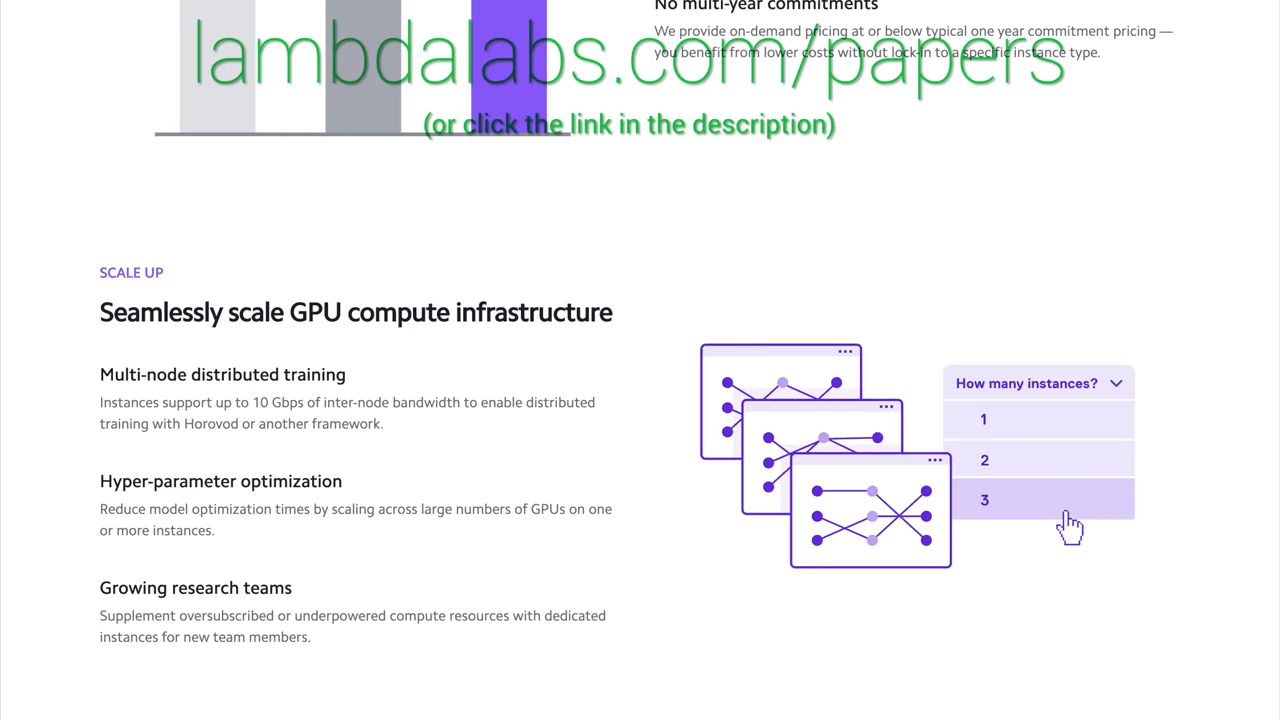 No multi-year commitments
We provide on-demand pricing at or below typical one year commitment pricing —
you benefit from lower costs without lock-in to a specific instance type.
lambdalabs.com/papers
(or click the link in the description)
SCALE UP
Seamlessly scale GPU compute infrastructure
Multi-node distributed training
Instances support up to 10 Gbps of inter-node bandwidth to enable distributed
training with Horovod or another framework.
Hyper-parameter optimization
Reduce model optimization times by scaling across large numbers of GPUs on one
or more instances.
Growing research teams
Supplement oversubscribed or underpowered compute resources with dedicated
instances for new team members.
How many instances?
1
2
3